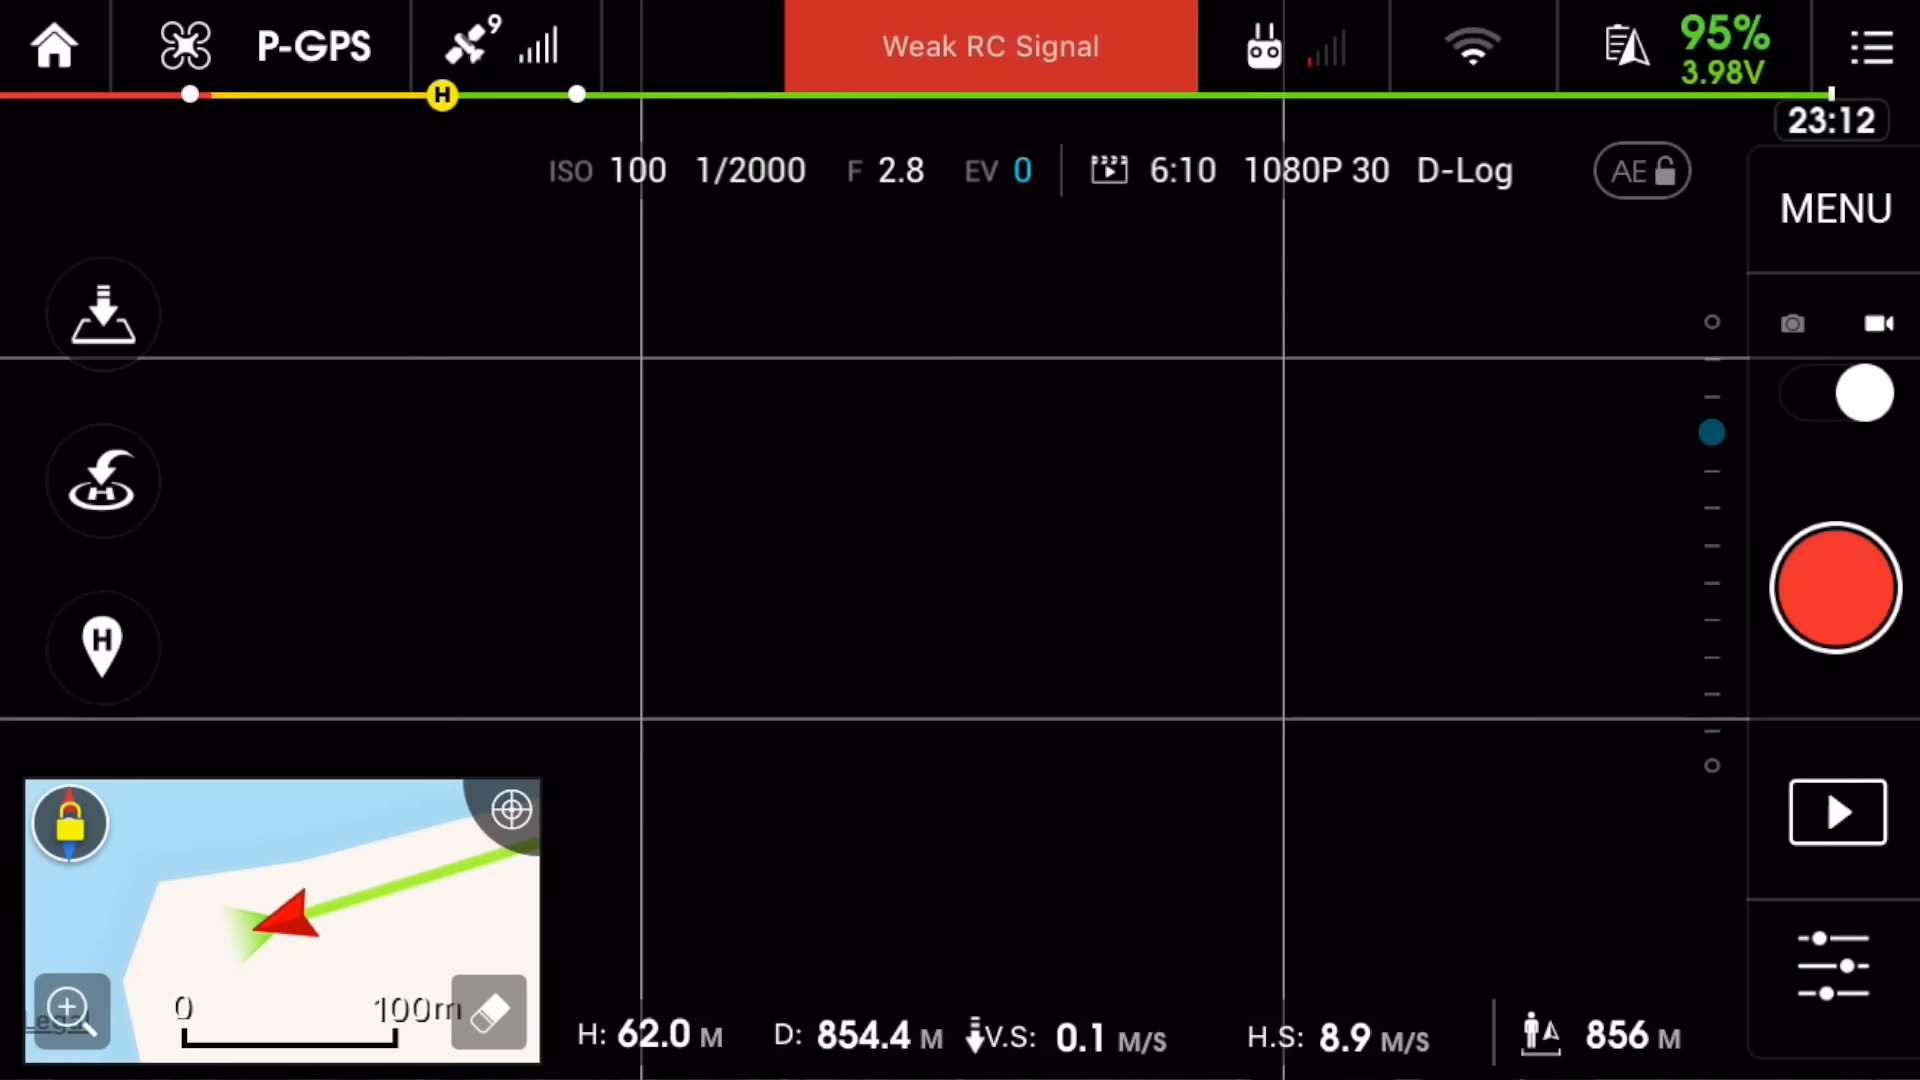 P-GPS 9 Weak RC Signal 95%
3.98V
H
23:12
ISO 100 1/2000 F 2.8 EV 0 6:10 1080P 30 D-Log AE
MENU
H
H
0 100m
Legal
H: 62.0 M D: 854.4 M V.S: 0.1 M/S H.S: 8.9 M/S 856 M